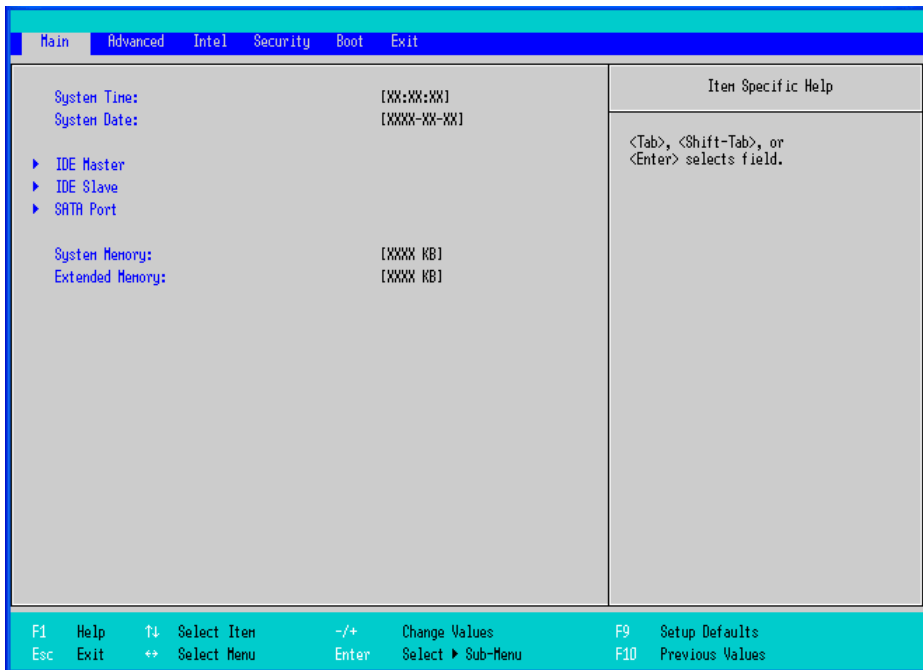 Main Advanced Intel Security Boot Exit
Item Specific Help
System Time: [XX:XX:XX]
System Date: [XXXX-XX-XX]
<Tab>, <Shift-Tab>, or
<Enter> selects field.
▶ IDE Master
▶ IDE Slave
▶ SATA Port
System Memory: [XXXX KB]
Extended Memory: [XXXX KB]
F1 Help ↑↓ Select Item -/+ Change Values F9 Setup Defaults
Esc Exit ↔ Select Menu Enter Select ▶ Sub-Menu F10 Previous Values